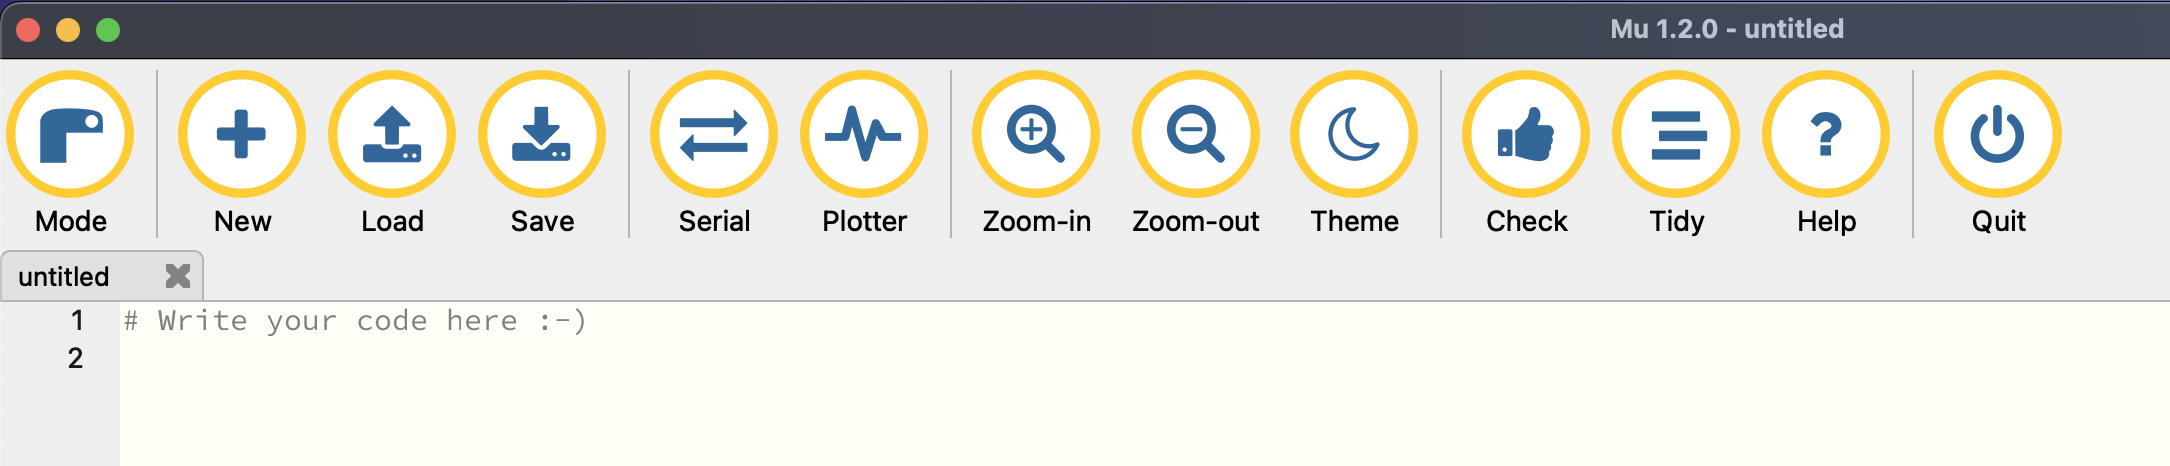 Mu 1.2.0 - untitled
Mode New Load Save Serial Plotter Zoom-in Zoom-out Theme Check Tidy Help Quit
untitled
1 # Write your code here :-)
2